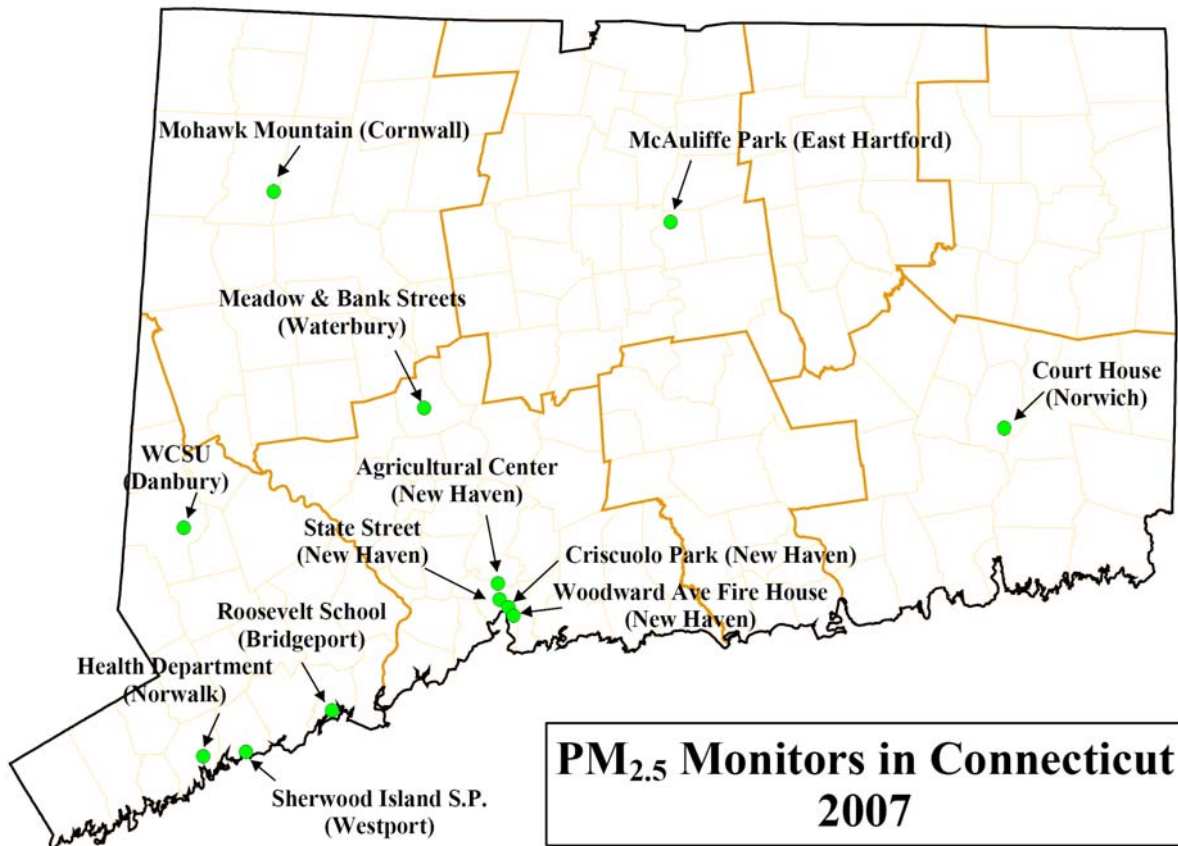 Mohawk Mountain (Cornwall)
McAuliffe Park (East Hartford)
Meadow & Bank Streets
(Waterbury)
Court House
(Norwich)
WCSU
(Danbury)
Agricultural Center
(New Haven)
State Street
(New Haven)
Criscuolo Park (New Haven)
Woodward Ave Fire House
(New Haven)
Roosevelt School
(Bridgeport)
Health Department
(Norwalk)
Sherwood Island S.P.
(Westport)
PM2.5 Monitors in Connecticut
2007